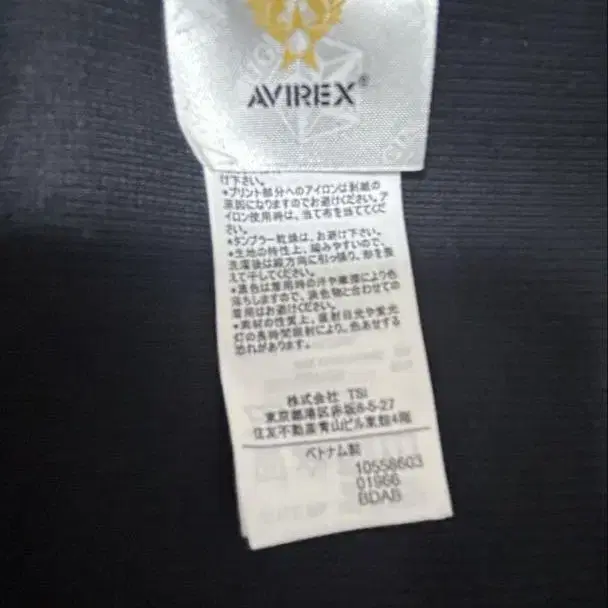 AVIREX®
け下さい。
*プリント部分へのアイロンは剥離の
原因になりますのでお避けください。ア
イロン使用時は、当て布を当ててくだ
さい。
*タンブラー乾燥は、お避け下さい。
*生地の特性上、縮みやすいので、
洗濯後は縦方向に引っ張り、形を整
えて干してください。
*濃色は着用時の汗や摩擦により色
落ちしますので、淡色物と合わせての
着用はお避けください。
*素材の性質上、直射日光や蛍光
灯の長時間照射により、色あせする
恐れがあります。
株式会社 TSI
東京都港区赤坂8-5-27
住友不動産青山ビル東館4階
ベトナム製
10558603
01966
BDAB